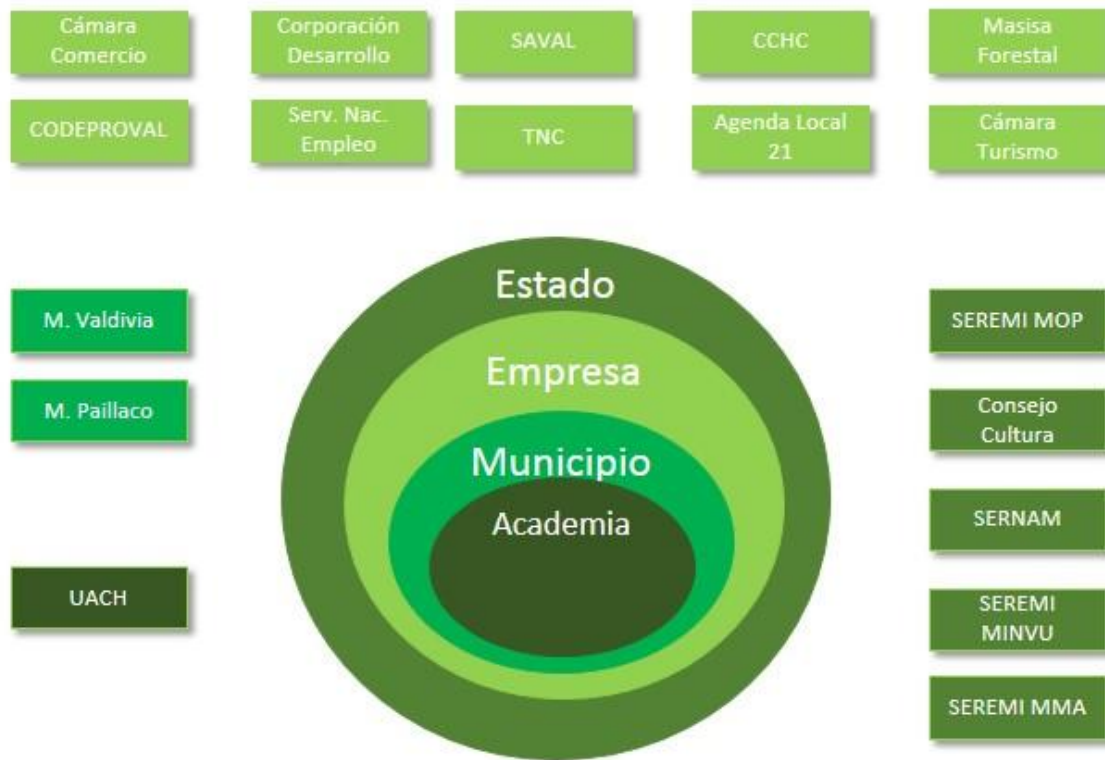 Cámara
Comercio
Corporación
Desarrollo
SAVAL
CCHC
Masisa
Forestal
CODEPROVAL
Serv. Nac.
Empleo
TNC
Agenda Local
21
Cámara
Turismo
Estado
Empresa
Municipio
Academia
M. Valdivia
M. Paillaco
UACH
SEREMI MOP
Consejo
Cultura
SERNAM
SEREMI
MINVU
SEREMI MMA